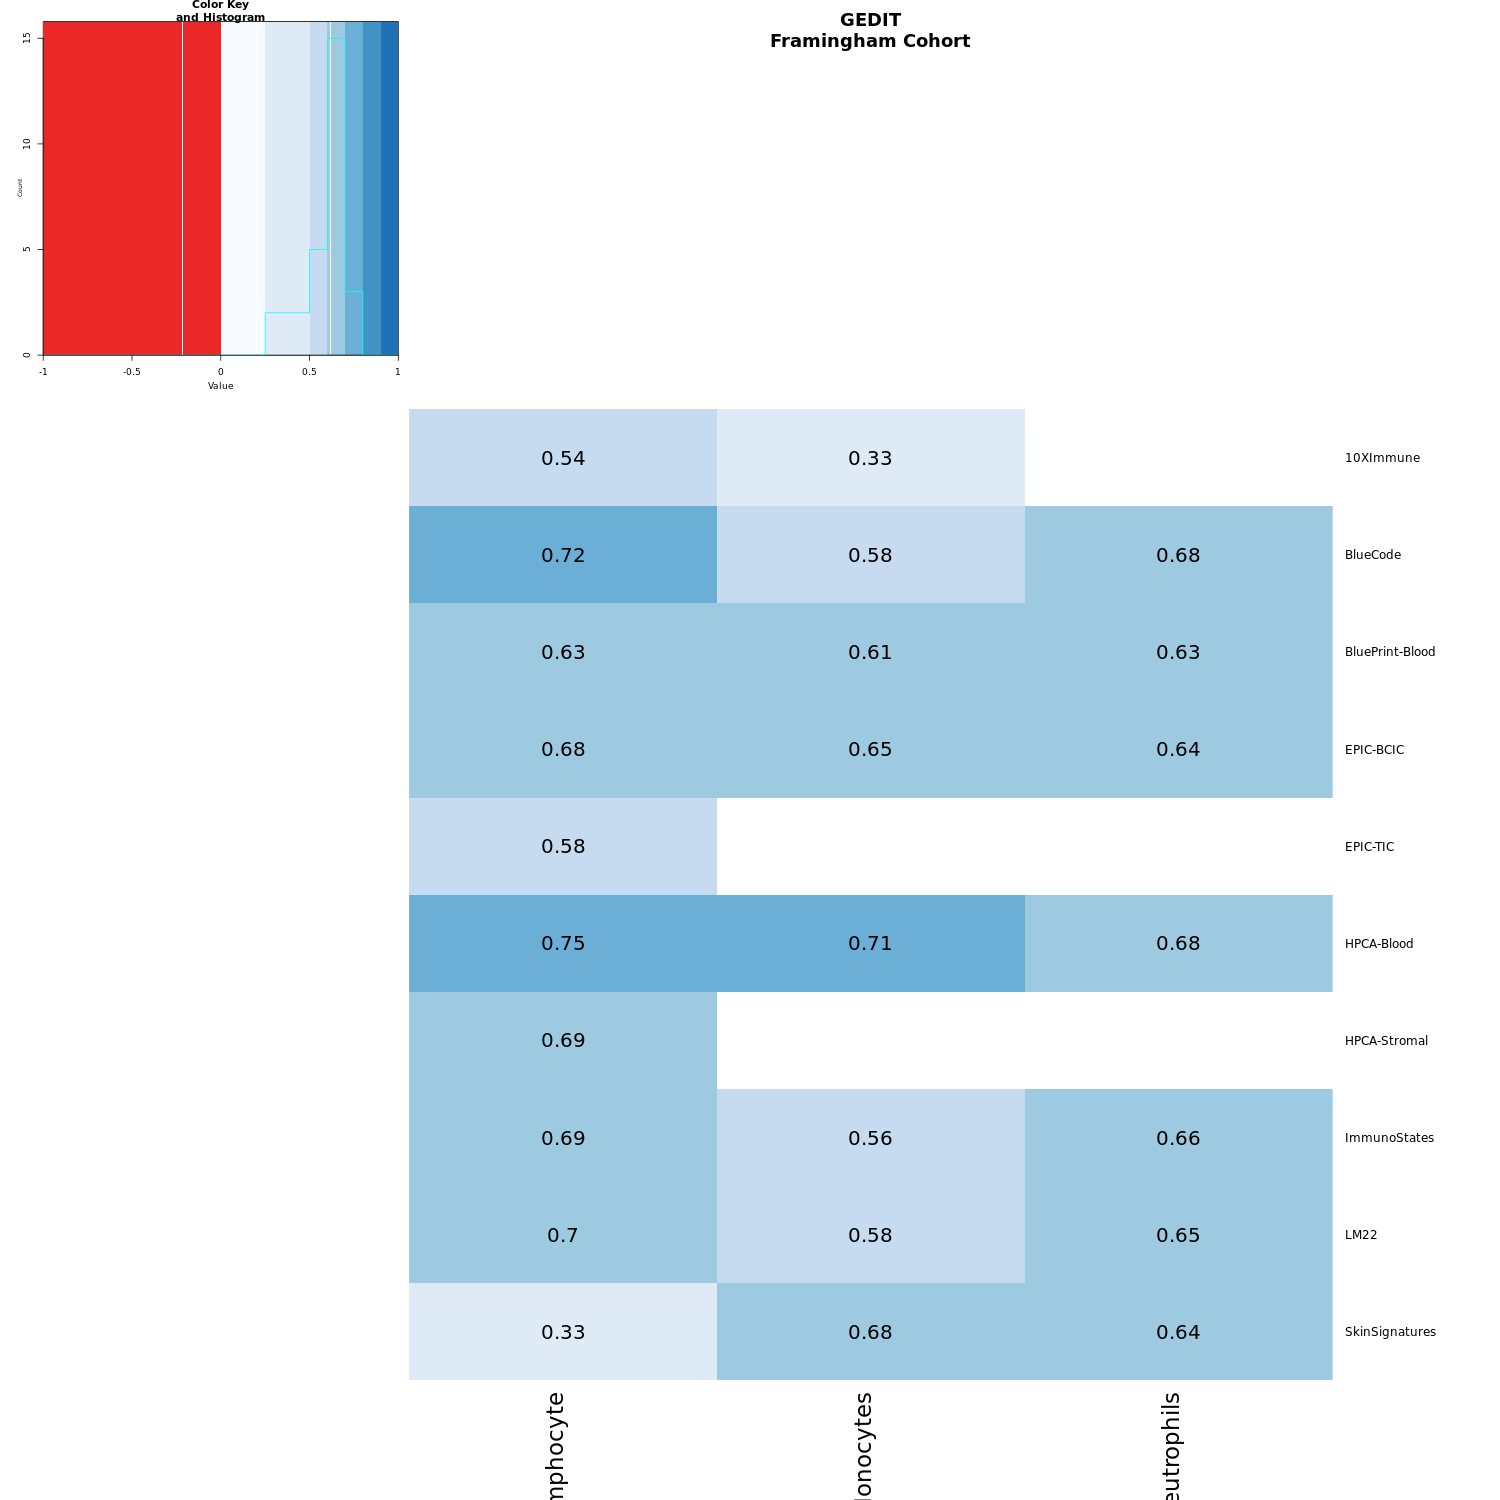 Color Key
and Histogram
GEDIT
Framingham Cohort
15
10
5
0
Count
-1 -0.5 0 0.5 1
Value
0.54 0.33 10XImmune
0.72 0.58 0.68 BlueCode
0.63 0.61 0.63 BluePrint-Blood
0.68 0.65 0.64 EPIC-BCIC
0.58 EPIC-TIC
0.75 0.71 0.68 HPCA-Blood
0.69 HPCA-Stromal
0.69 0.56 0.66 ImmunoStates
0.7 0.58 0.65 LM22
0.33 0.68 0.64 SkinSignatures
mphocyte
onocytes
eutrophils